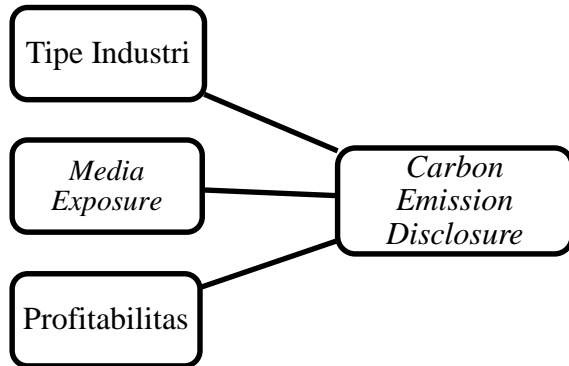 Tipe Industri
Media
Exposure
Profitabilitas
Carbon
Emission
Disclosure